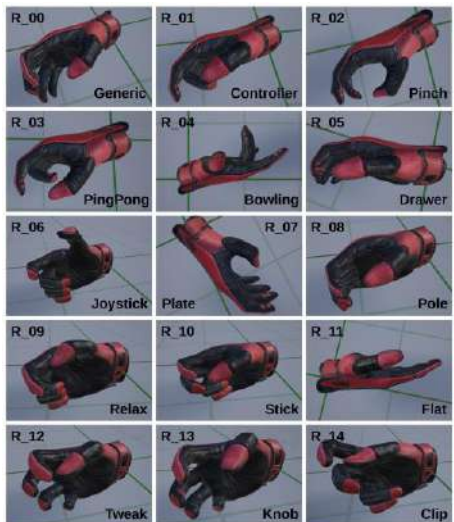 R_00
Generic
R_01
Controller
R_02
Pinch
R_03
PingPong
R_04
Bowling
R_05
Drawer
R_06
Joystick
R_07
Plate
R_08
Pole
R_09
Relax
R_10
Stick
R_11
Flat
R_12
Tweak
R_13
Knob
R_14
Clip